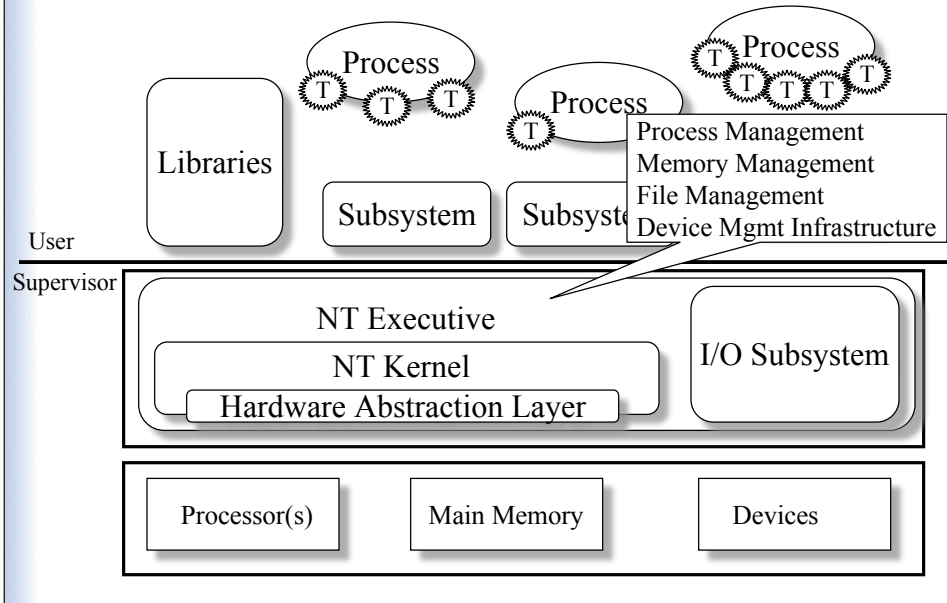 Process
T
T
T
Process
T
Process
T
T
T
T
T
Libraries
Subsystem
Process Management
Memory Management
File Management
Device Mgmt Infrastructure
User
Supervisor
NT Executive
NT Kernel
Hardware Abstraction Layer
I/O Subsystem
Processor(s)
Main Memory
Devices